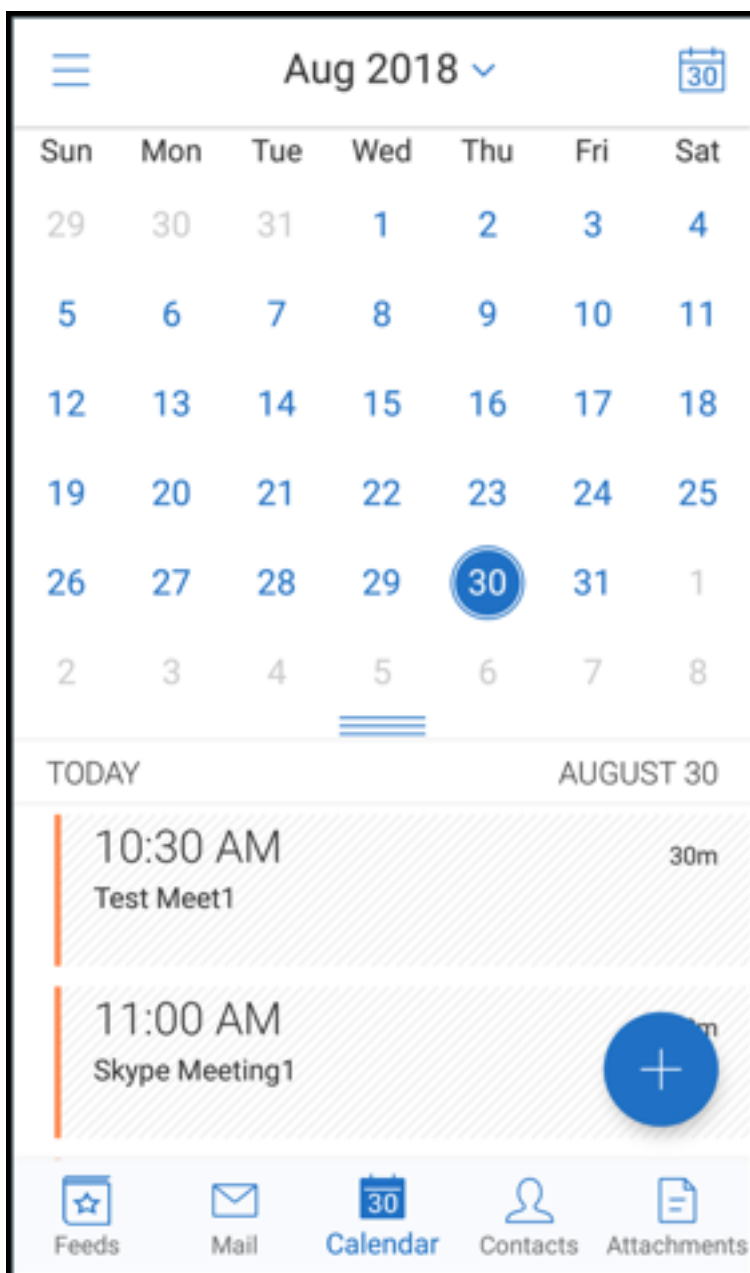 Aug 2018 30
Sun Mon Tue Wed Thu Fri Sat
29 30 31 1 2 3 4
5 6 7 8 9 10 11
12 13 14 15 16 17 18
19 20 21 22 23 24 25
26 27 28 29 30 31 1
2 3 4 5 6 7 8
TODAY AUGUST 30
10:30 AM 30m
Test Meet1
11:00 AM
Skype Meeting1
30
Feeds Mail Calendar Contacts Attachments